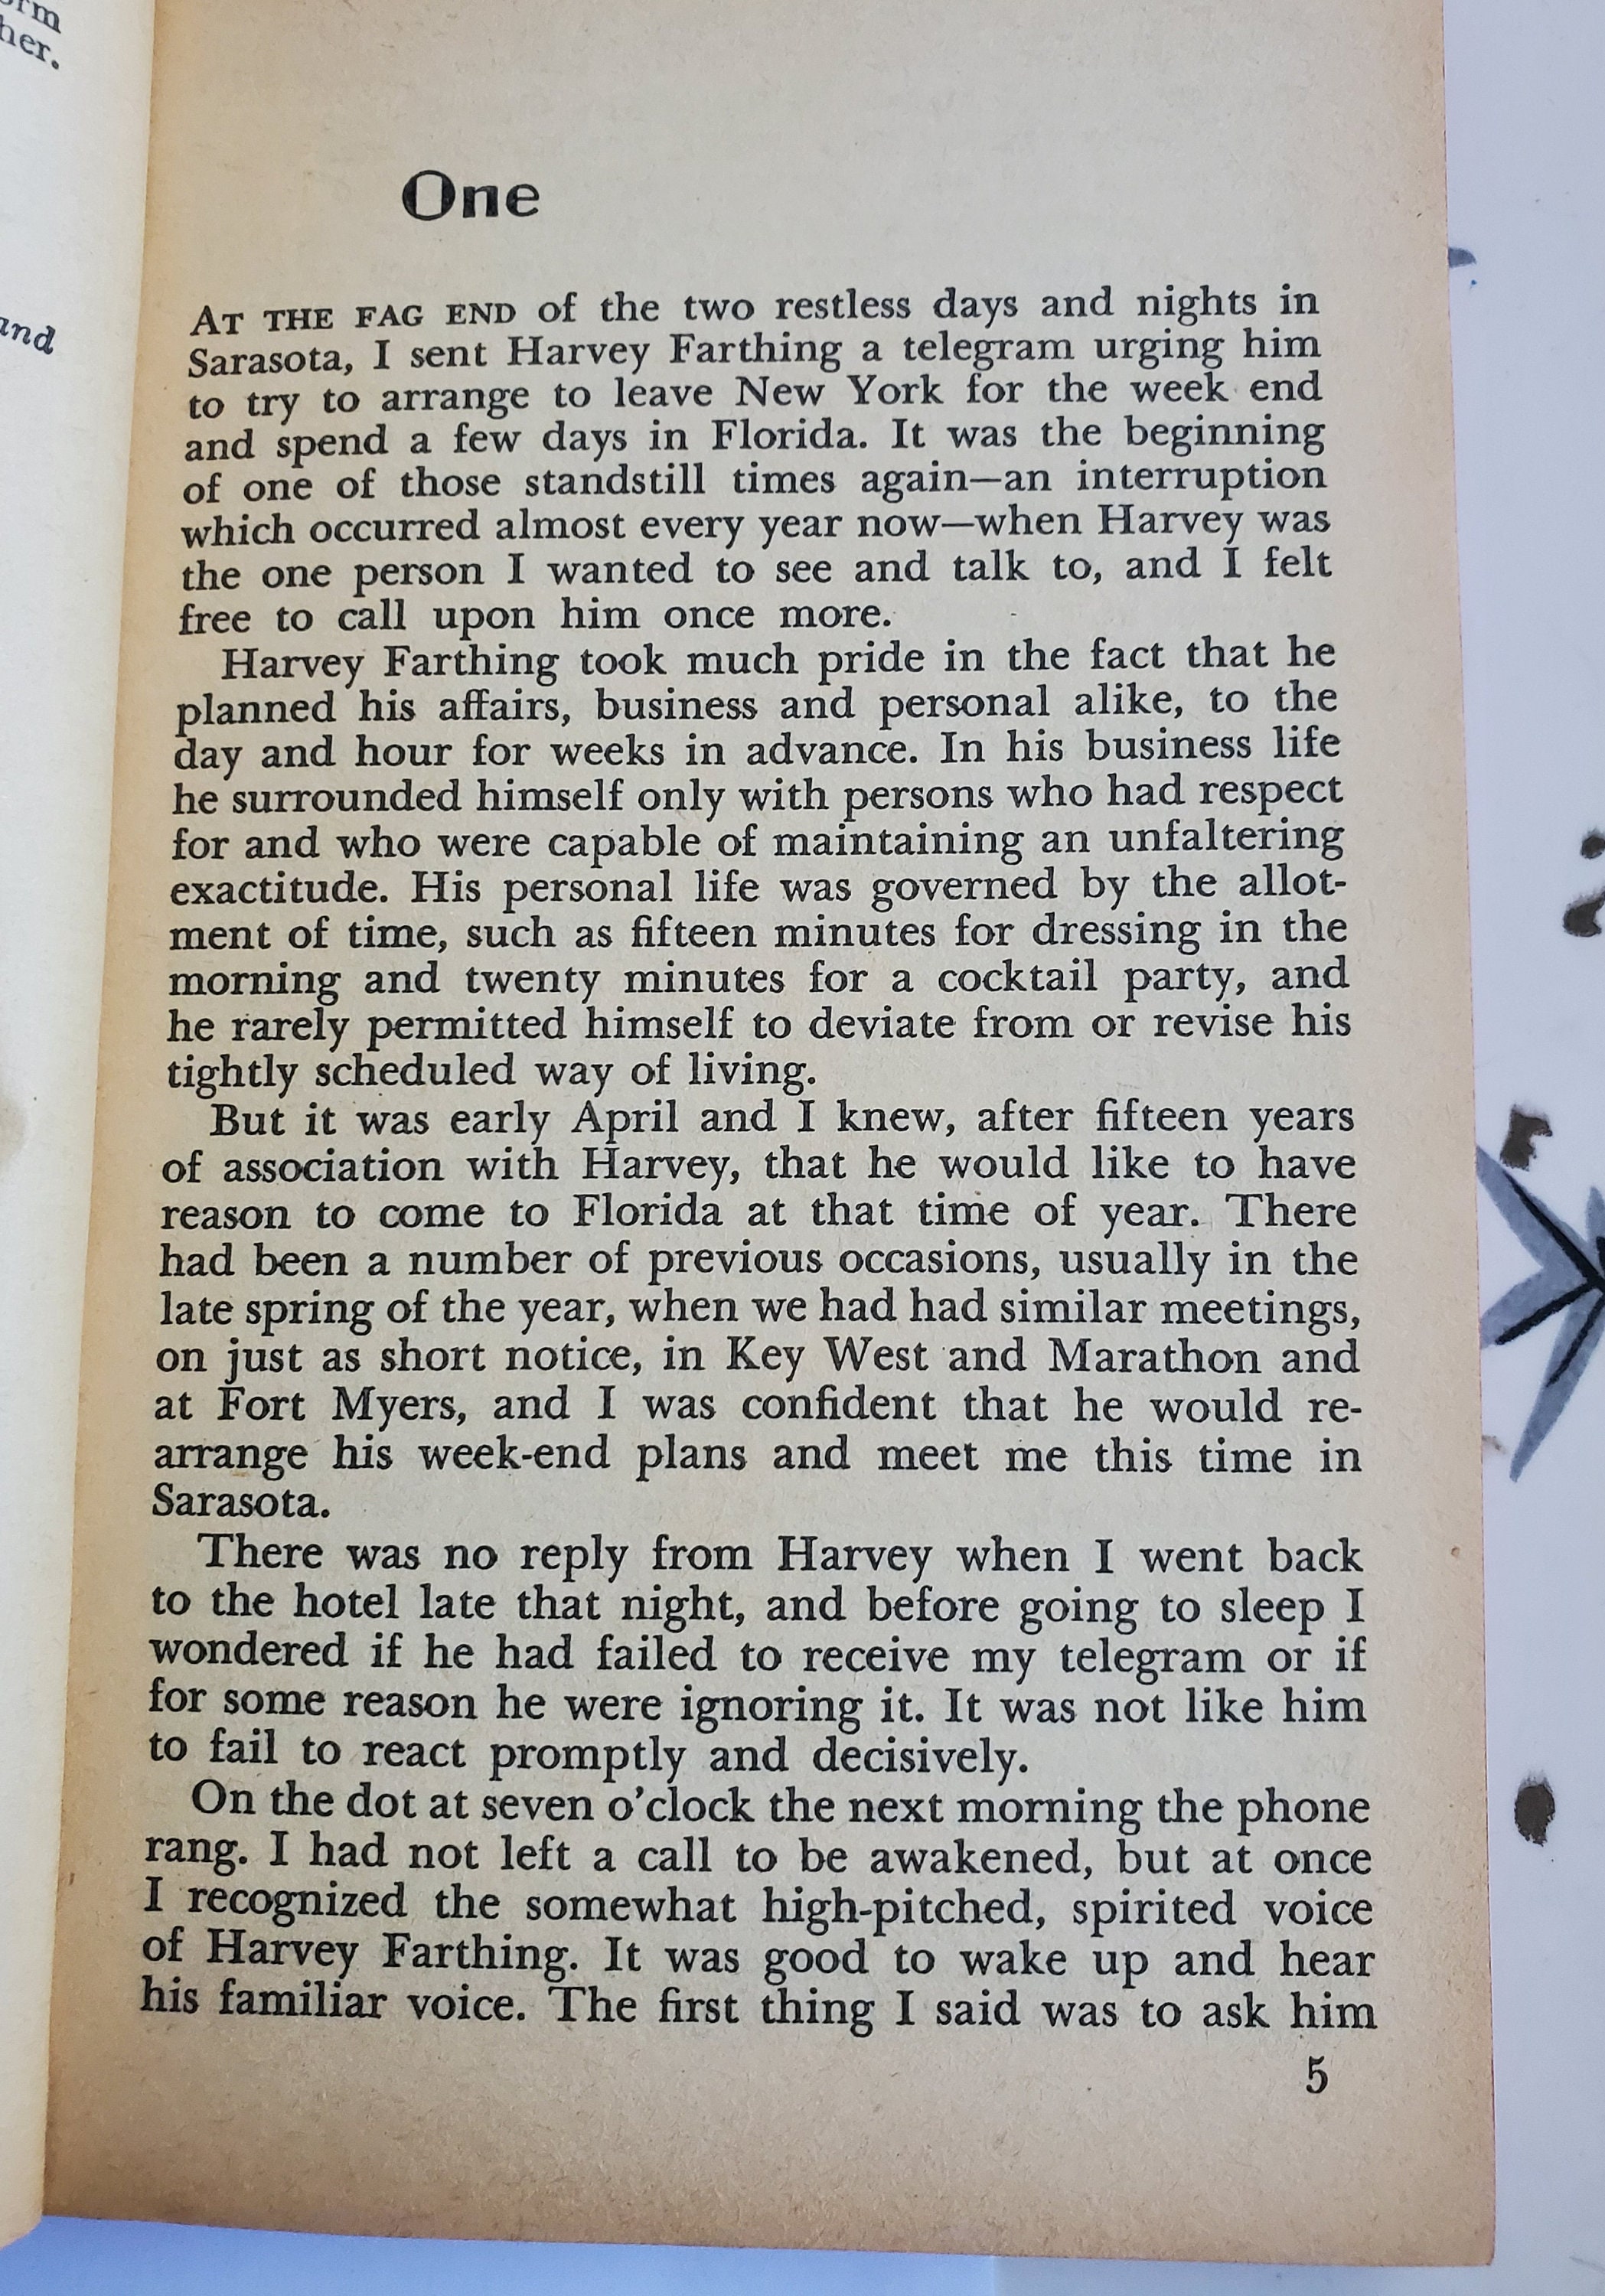 her.
and
One
AT THE FAG END of the two restless days and nights in
Sarasota, I sent Harvey Farthing a telegram urging him
to try to arrange to leave New York for the week end
and spend a few days in Florida. It was the beginning
of one of those standstill times again—an interruption
which occurred almost every year now—when Harvey was
the one person I wanted to see and talk to, and I felt
free to call upon him once more.
Harvey Farthing took much pride in the fact that he
planned his affairs, business and personal alike, to the
day and hour for weeks in advance. In his business life
he surrounded himself only with persons who had respect
for and who were capable of maintaining an unfaltering
exactitude. His personal life was governed by the allot-
ment of time, such as fifteen minutes for dressing in the
morning and twenty minutes for a cocktail party, and
he rarely permitted himself to deviate from or revise his
tightly scheduled way of living.
But it was early April and I knew, after fifteen years
of association with Harvey, that he would like to have
reason to come to Florida at that time of year. There
had been a number of previous occasions, usually in the
late spring of the year, when we had had similar meetings,
on just as short notice, in Key West and Marathon and
at Fort Myers, and I was confident that he would re-
arrange his week-end plans and meet me this time in
Sarasota.
There was no reply from Harvey when I went back
to the hotel late that night, and before going to sleep I
wondered if he had failed to receive my telegram or if
for some reason he were ignoring it. It was not like him
to fail to react promptly and decisively.
On the dot at seven o'clock the next morning the phone
rang. I had not left a call to be awakened, but at once
I recognized the somewhat high-pitched, spirited voice
of Harvey Farthing. It was good to wake up and hear
his familiar voice. The first thing I said was to ask him
5